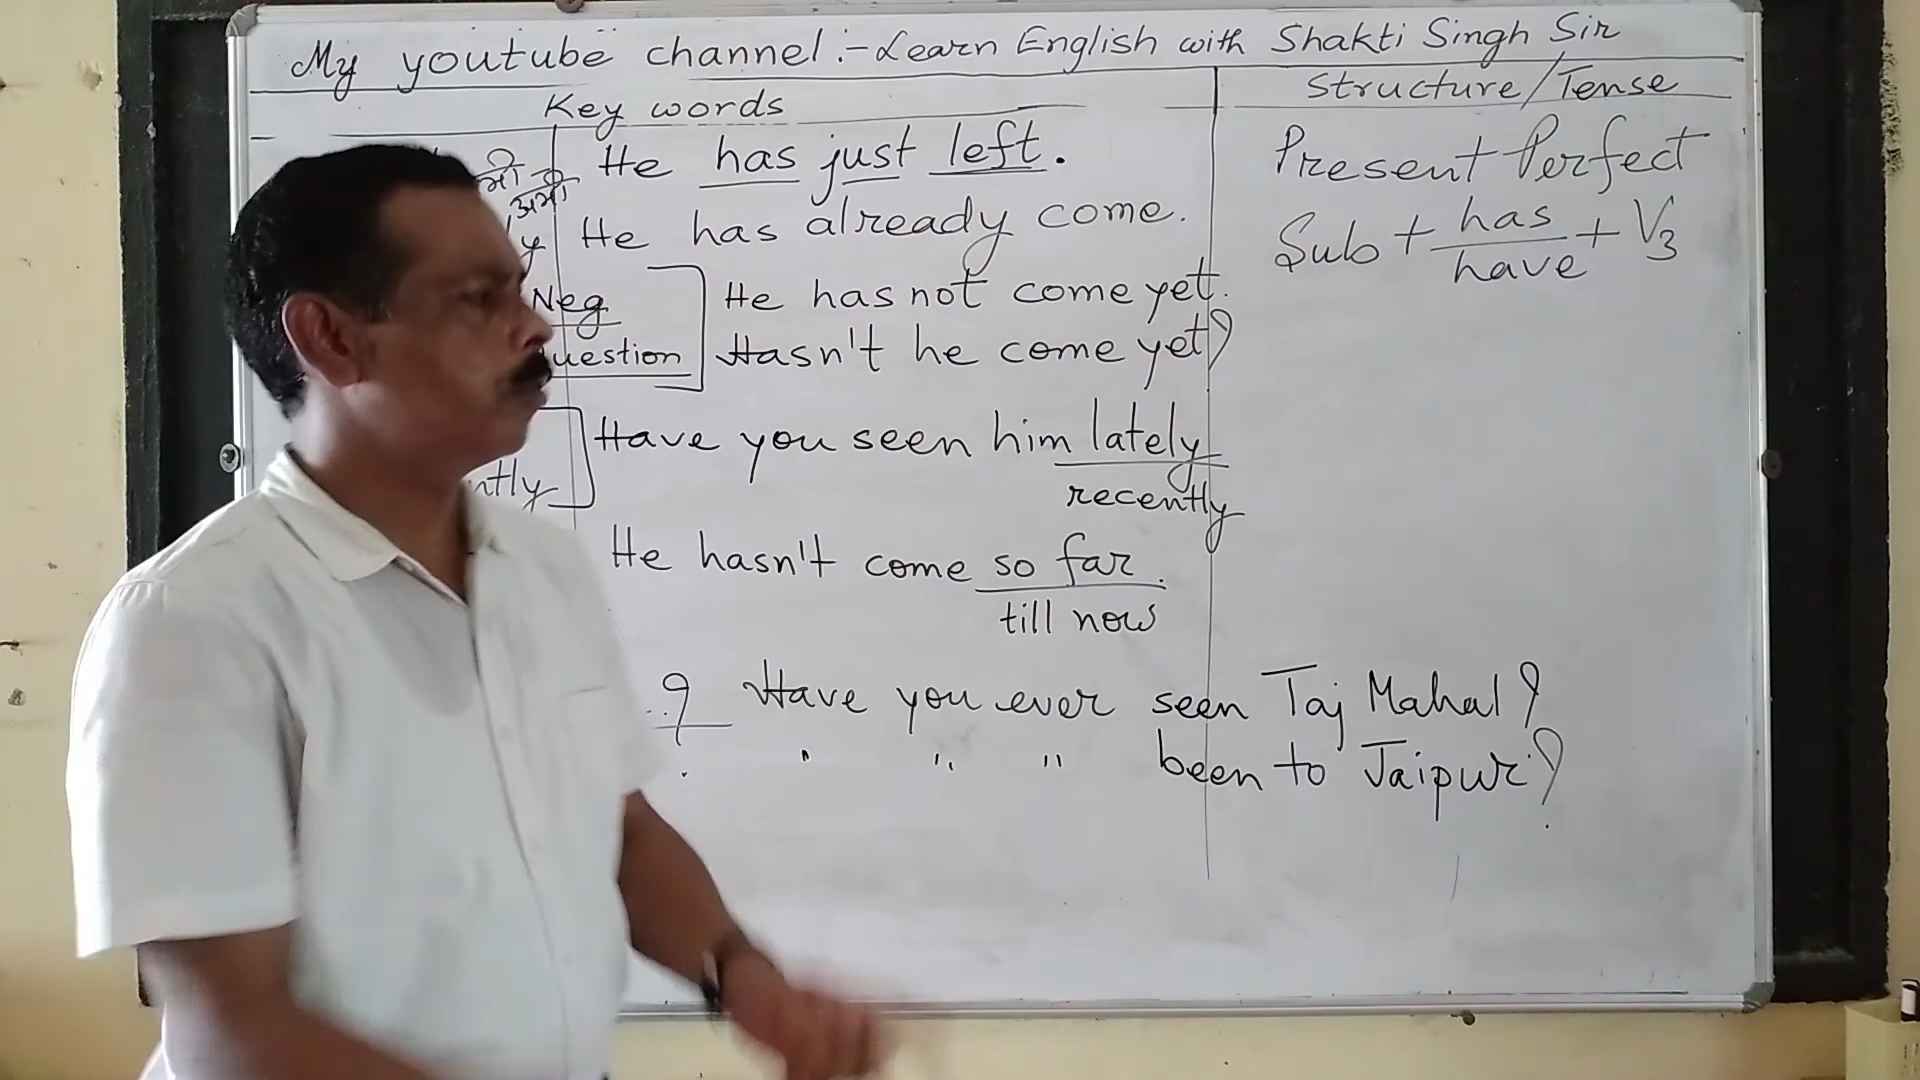 My youtube channel :- Learn English with Shakti Singh Sir
Key words
Structure/Tense
He has just left.
He has already come.
Neg
He has not come yet.
Hasn't he come yet?
Have you seen him lately
recently
He hasn't come so far.
till now
? Have you ever seen Taj Mahal?
" " " been to Jaipur?
Present Perfect
Sub + has/have + V3